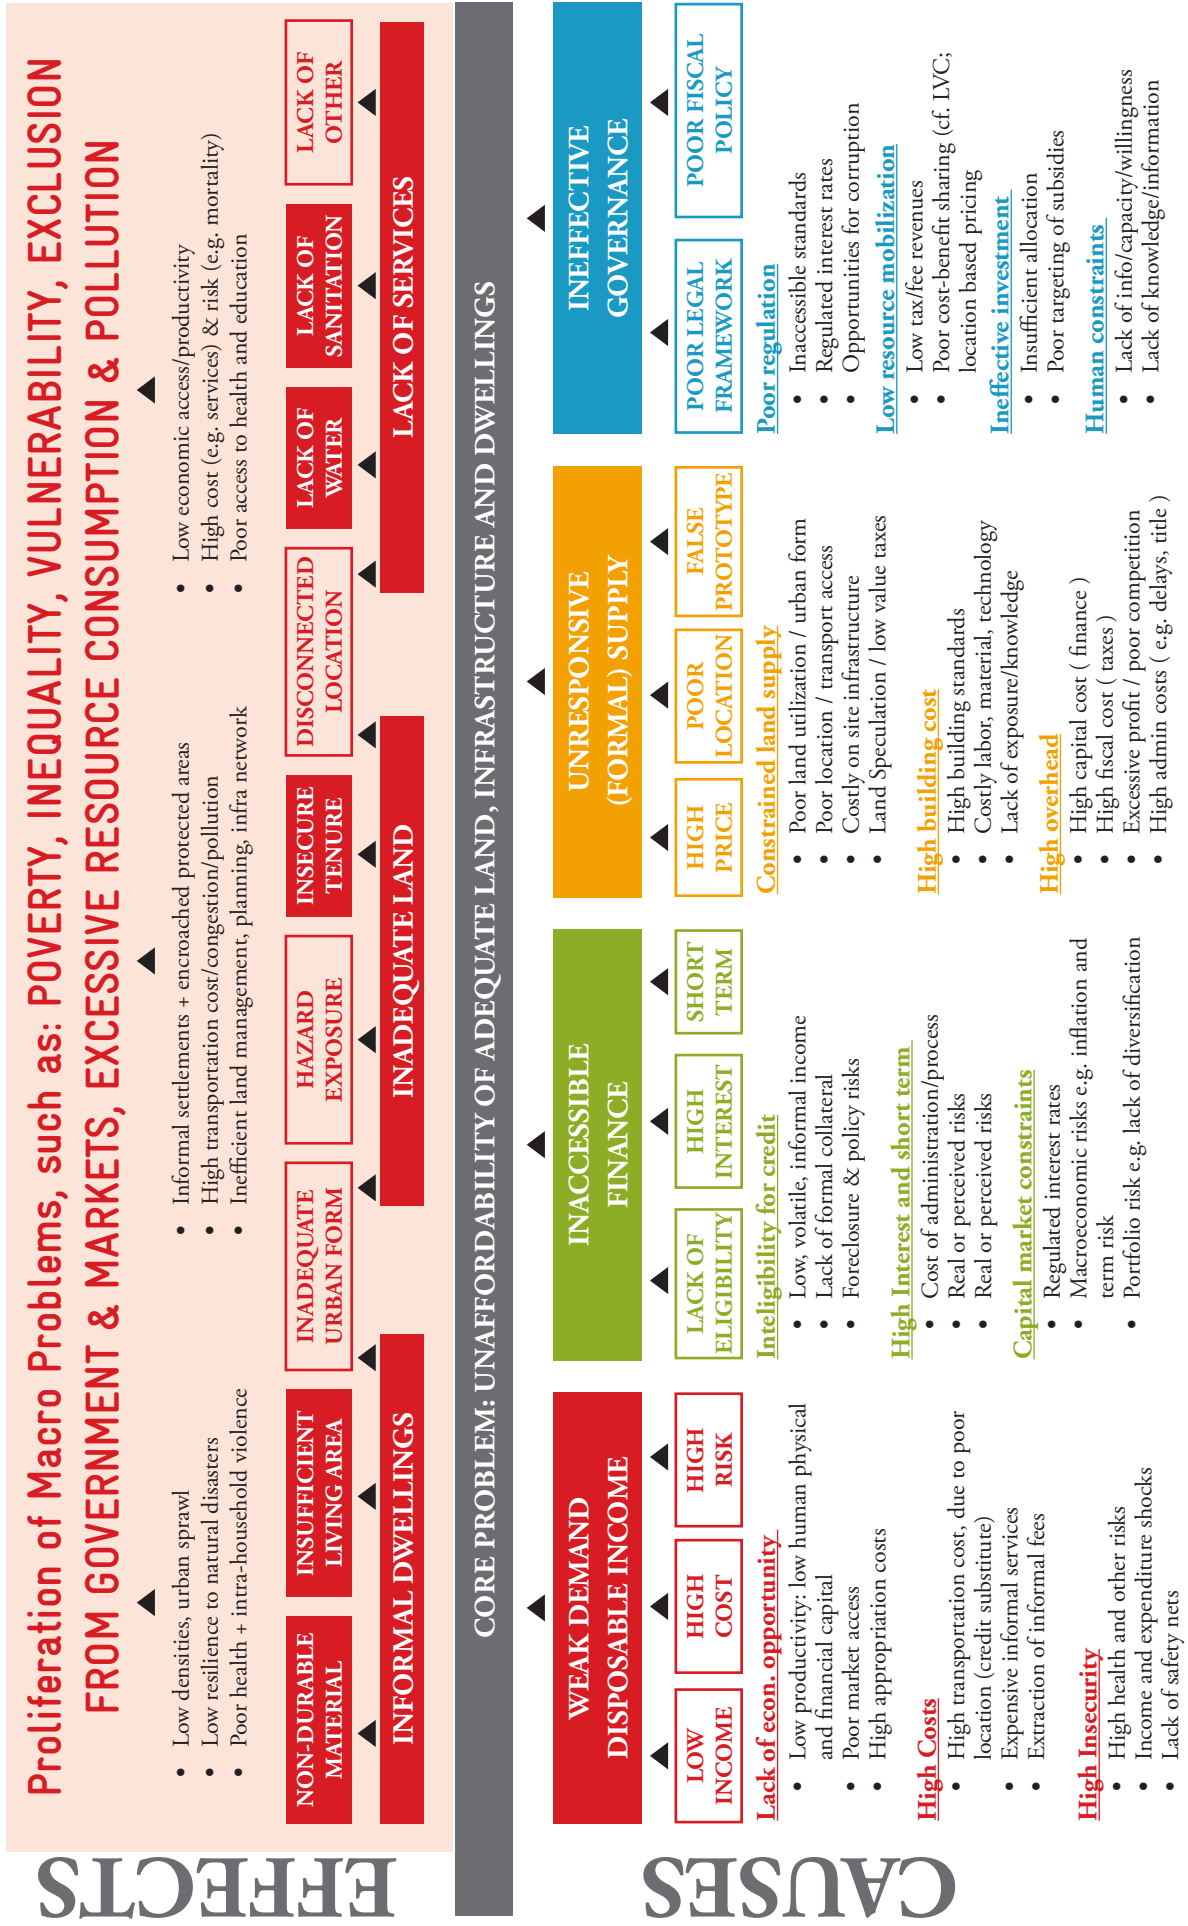 EFFECTS
Proliferation of Macro Problems, such as: POVERTY, INEQUALITY, VULNERABILITY, EXCLUSION
FROM GOVERNMENT & MARKETS, EXCESSIVE RESOURCE CONSUMPTION & POLLUTION
• Low densities, urban sprawl
• Low resilience to natural disasters
• Poor health + intra-household violence
• Informal settlements + encroached protected areas
• High transportation cost/congestion/pollution
• Inefficient land management, planning, infra network
• Low economic access/productivity
• High cost (e.g. services) & risk (e.g. mortality)
• Poor access to health and education
NON-DURABLE
MATERIAL
INSUFFICIENT
LIVING AREA
INADEQUATE
URBAN FORM
HAZARD
EXPOSURE
INSECURE
TENURE
DISCONNECTED
LOCATION
LACK OF
WATER
LACK OF
SANITATION
LACK OF
OTHER
INFORMAL DWELLINGS
INADEQUATE LAND
LACK OF SERVICES
CORE PROBLEM: UNAFFORDABILITY OF ADEQUATE LAND, INFRASTRUCTURE AND DWELLINGS
CAUSES
WEAK DEMAND
DISPOSABLE INCOME
LOW
INCOME
HIGH
COST
HIGH
RISK
Lack of econ. opportunity
• Low productivity: low human physical
and financial capital
• Poor market access
• High appropriation costs
High Costs
• High transportation cost, due to poor
location (credit substitute)
• Expensive informal services
• Extraction of informal fees
High Insecurity
• High health and other risks
• Income and expenditure shocks
• Lack of safety nets
INACCESSIBLE
FINANCE
LACK OF
ELIGIBILITY
HIGH
INTEREST
SHORT
TERM
Inteligibility for credit
• Low, volatile, informal income
• Lack of formal collateral
• Foreclosure & policy risks
High Interest and short term
• Cost of administration/process
• Real or perceived risks
• Real or perceived risks
Capital market constraints
• Regulated interest rates
• Macroeconomic risks e.g. inflation and
term risk
• Portfolio risk e.g. lack of diversification
UNRESPONSIVE
(FORMAL) SUPPLY
HIGH
PRICE
POOR
LOCATION
FALSE
PROTOTYPE
Constrained land supply
• Poor land utilization / urban form
• Poor location / transport access
• Costly on site infrastructure
• Land Speculation / low value taxes
High building cost
• High building standards
• Costly labor, material, technology
• Lack of exposure/knowledge
High overhead
• High capital cost ( finance )
• High fiscal cost ( taxes )
• Excessive profit / poor competition
• High admin costs ( e.g. delays, title )
INEFFECTIVE
GOVERNANCE
POOR LEGAL
FRAMEWORK
POOR FISCAL
POLICY
Poor regulation
• Inaccessible standards
• Regulated interest rates
• Opportunities for corruption
Low resource mobilization
• Low tax/fee revenues
• Poor cost-benefit sharing (cf. LVC;
location based pricing
Ineffective investment
• Insufficient allocation
• Poor targeting of subsidies
Human constraints
• Lack of info/capacity/willingness
• Lack of knowledge/information